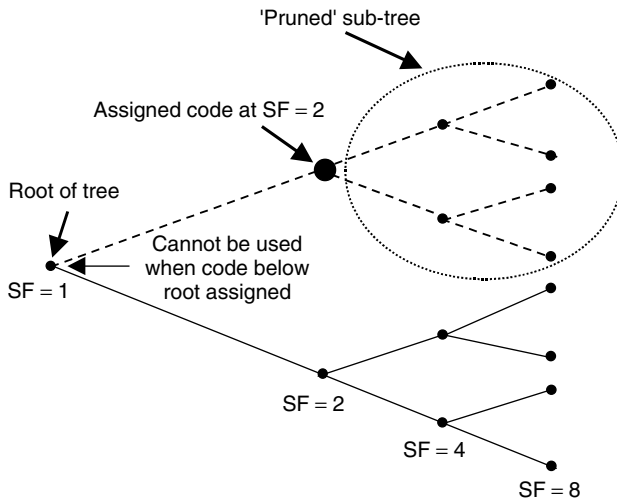 'Pruned' sub-tree
Assigned code at SF = 2
Root of tree
Cannot be used
when code below
root assigned
SF = 1
SF = 2
SF = 4
SF = 8